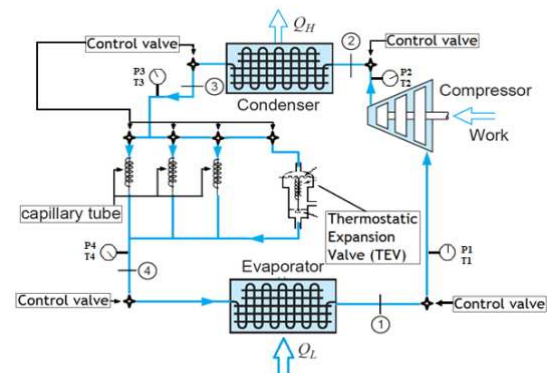 Q_H
Control valve
2
Control valve
P3
T3
3
P2
T2
Condenser
Compressor
Work
capillary tube
Thermostatic
Expansion
Valve (TEV)
P4
T4
4
Evaporator
P1
T1
Control valve
1
Control valve
Q_L